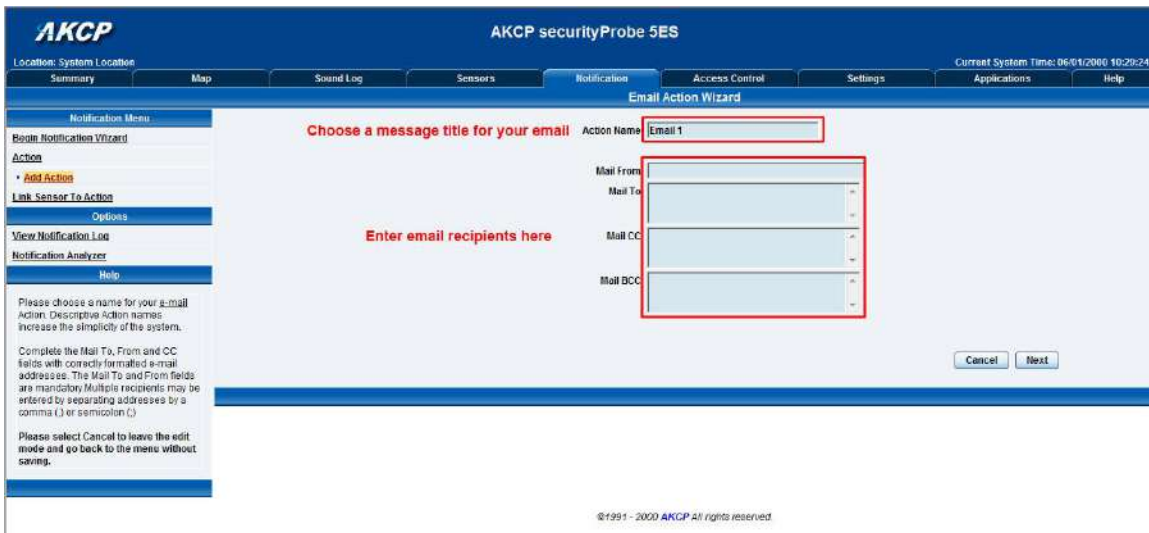 AKCP
AKCP securityProbe 5ES
Location: System Location
Current System Time: 06/01/2000 10:29:24
Summary
Map
Sound Log
Sensors
Notification
Access Control
Settings
Applications
Help
Email Action Wizard
Notification Menu
Begin Notification Wizard
Action
• Add Action
Link Sensor To Action
Options
View Notification Log
Notification Analyzer
Help
Please choose a name for your e-mail
Action. Descriptive Action names
increase the simplicity of the system.
Complete the Mail To, From and CC
fields with correctly formatted e-mail
addresses. The Mail To and From fields
are mandatory.Multiple recipients may be
entered by separating addresses by a
comma (,) or semicolon (;)
Please select Cancel to leave the edit
mode and go back to the menu without
saving.
Choose a message title for your email
Action Name
Email 1
Mail From
Mail To
Enter email recipients here
Mail CC
Mail BCC
Cancel
Next
©1991 - 2000 AKCP All rights reserved.